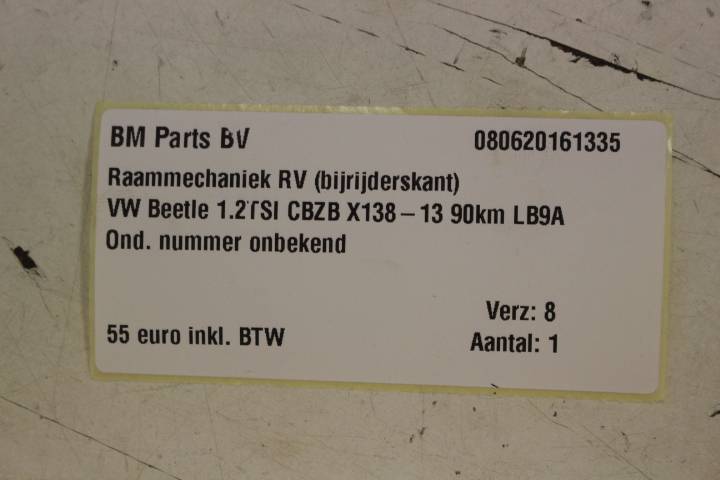 BM Parts BV 080620161335
Raammechaniek RV (bijrijderskant)
VW Beetle 1.2TSI CBZB X138 – 13 90km LB9A
Ond. nummer onbekend
Verz: 8
55 euro inkl. BTW Aantal: 1